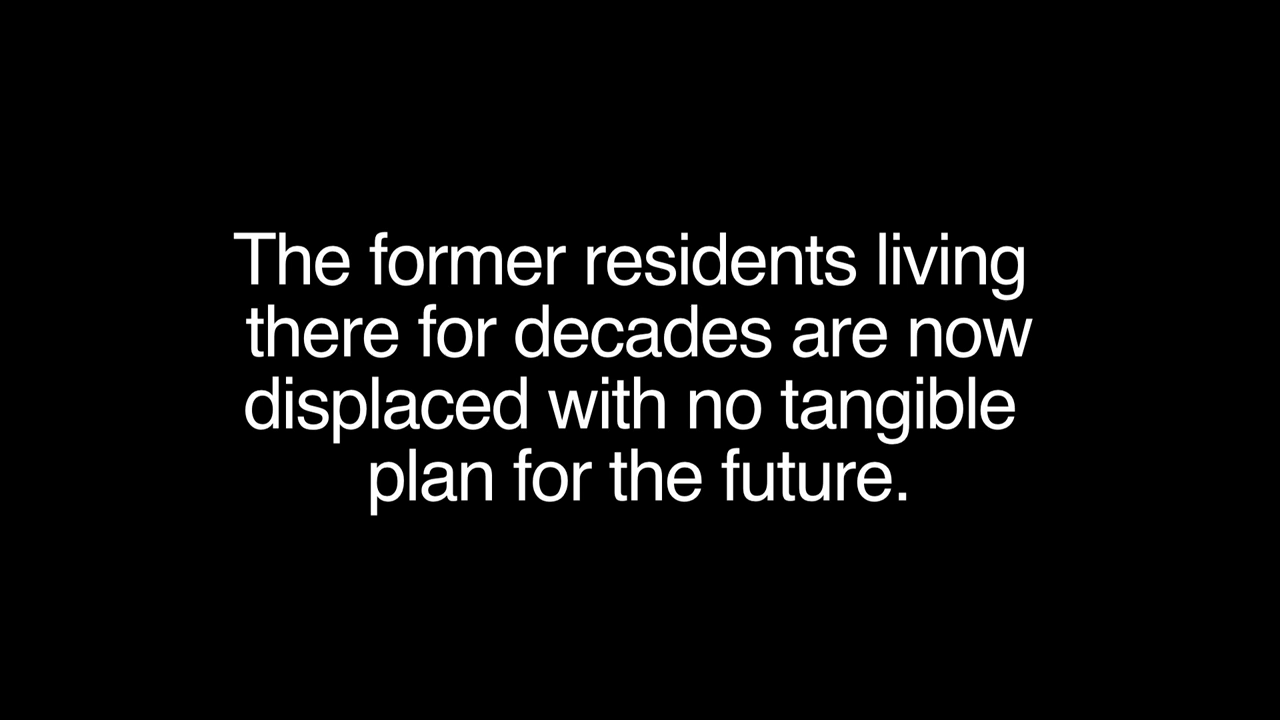 The former residents living
there for decades are now
displaced with no tangible
plan for the future.